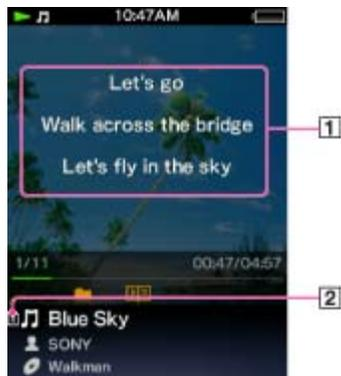 10:47AM
Let's go
Walk across the bridge
1
Let's fly in the sky
1/11 00:47/04:57
2
Blue Sky
SONY
Walkman